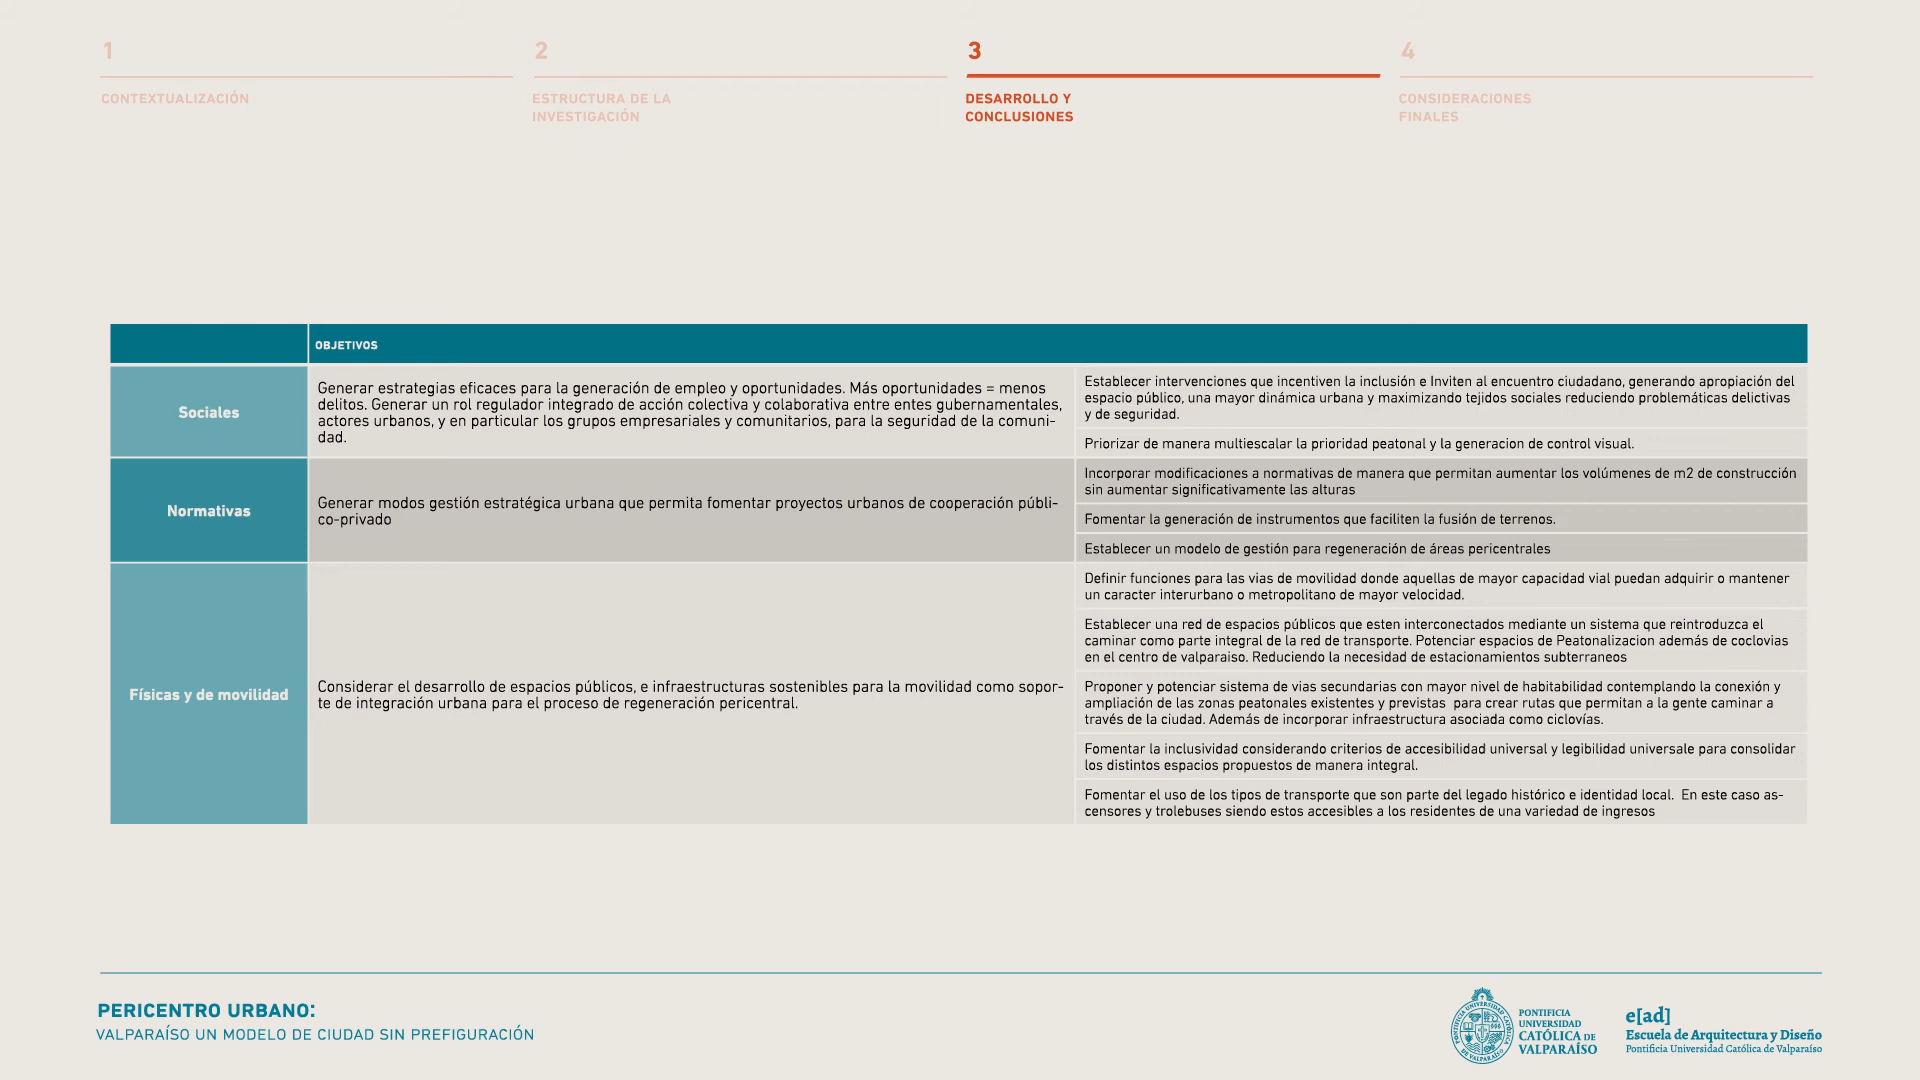 1
CONTEXTUALIZACIÓN
2
ESTRUCTURA DE LA
INVESTIGACIÓN
3
DESARROLLO Y
CONCLUSIONES
4
CONSIDERACIONES
FINALES
OBJETIVOS
Sociales
Generar estrategias eficaces para la generación de empleo y oportunidades. Más oportunidades = menos
delitos. Generar un rol regulador integrado de acción colectiva y colaborativa entre entes gubernamentales,
actores urbanos, y en particular los grupos empresariales y comunitarios, para la seguridad de la comuni-
dad.
Establecer intervenciones que incentiven la inclusión e Inviten al encuentro ciudadano, generando apropiación del
espacio público, una mayor dinámica urbana y maximizando tejidos sociales reduciendo problemáticas delictivas
y de seguridad.
Priorizar de manera multiescalar la prioridad peatonal y la generacion de control visual.
Normativas
Generar modos gestión estratégica urbana que permita fomentar proyectos urbanos de cooperación públi-
co-privado
Incorporar modificaciones a normativas de manera que permitan aumentar los volúmenes de m2 de construcción
sin aumentar significativamente las alturas
Fomentar la generación de instrumentos que faciliten la fusión de terrenos.
Establecer un modelo de gestión para regeneración de áreas pericentrales
Físicas y de movilidad
Considerar el desarrollo de espacios públicos, e infraestructuras sostenibles para la movilidad como sopor-
te de integración urbana para el proceso de regeneración pericentral.
Definir funciones para las vias de movilidad donde aquellas de mayor capacidad vial puedan adquirir o mantener
un caracter interurbano o metropolitano de mayor velocidad.
Establecer una red de espacios públicos que esten interconectados mediante un sistema que reintroduzca el
caminar como parte integral de la red de transporte. Potenciar espacios de Peatonalizacion además de coclovias
en el centro de valparaiso. Reduciendo la necesidad de estacionamientos subterraneos
Proponer y potenciar sistema de vias secundarias con mayor nivel de habitabilidad contemplando la conexión y
ampliación de las zonas peatonales existentes y previstas para crear rutas que permitan a la gente caminar a
través de la ciudad. Además de incorporar infraestructura asociada como ciclovías.
Fomentar la inclusividad considerando criterios de accesibilidad universal y legibilidad universale para consolidar
los distintos espacios propuestos de manera integral.
Fomentar el uso de los tipos de transporte que son parte del legado histórico e identidad local. En este caso as-
censores y trolebuses siendo estos accesibles a los residentes de una variedad de ingresos
PERICENTRO URBANO:
VALPARAÍSO UN MODELO DE CIUDAD SIN PREFIGURACIÓN
PONTIFICIA
UNIVERSIDAD
CATÓLICA DE
VALPARAÍSO
e[ad]
Escuela de Arquitectura y Diseño
Pontificia Universidad Católica de Valparaíso